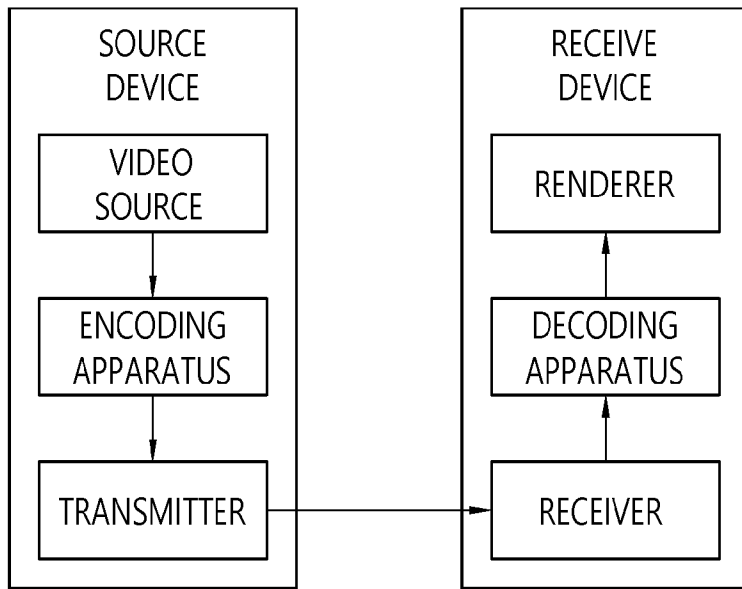 SOURCE
DEVICE
VIDEO
SOURCE
ENCODING
APPARATUS
TRANSMITTER
RECEIVE
DEVICE
RENDERER
DECODING
APPARATUS
RECEIVER